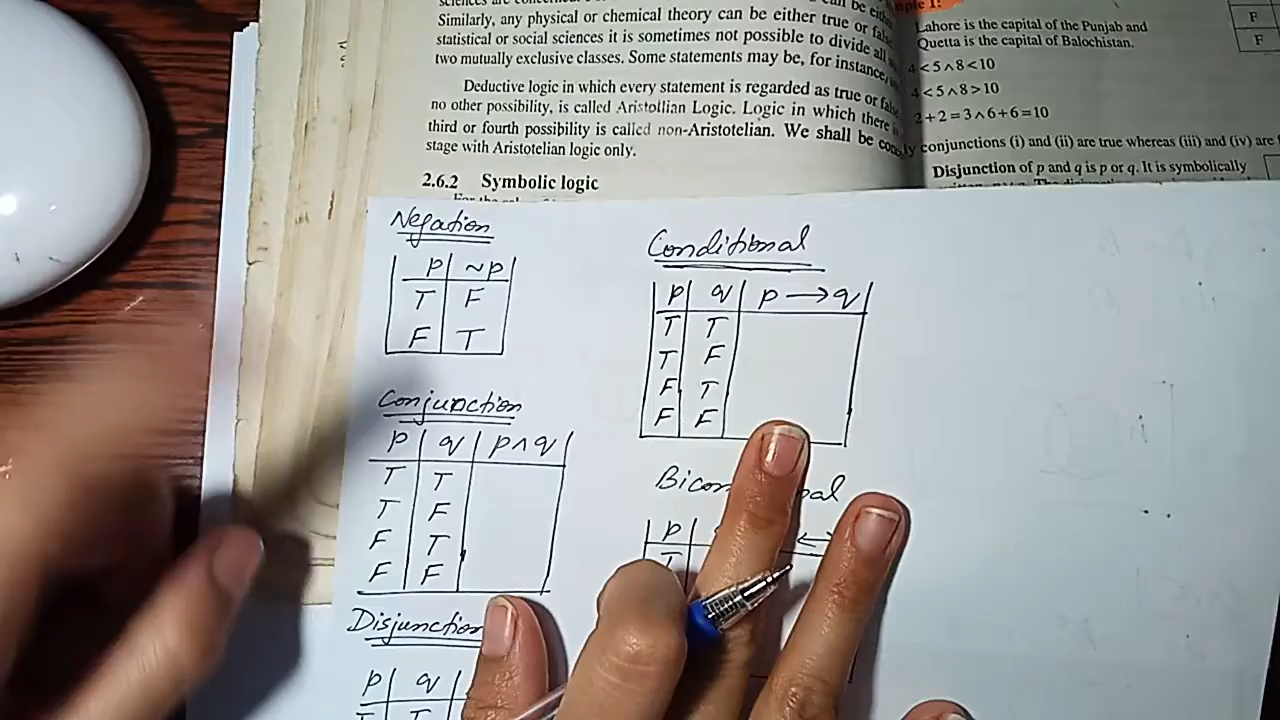 Similarly, any physical or chemical theory can be either true or false
statistical or social sciences it is sometimes not possible to divide all
two mutually exclusive classes. Some statements may be, for instance,
Deductive logic in which every statement is regarded as true or false
no other possibility, is called Aristotlian Logic. Logic in which there
third or fourth possibility is called non-Aristotelian. We shall be
stage with Aristotelian logic only.
2.6.2 Symbolic logic
Lahore is the capital of the Punjab and
Quetta is the capital of Balochistan.
4<5∧8<10
4<5∧8>10
2+2=3∧6+6=10
conjunctions (i) and (ii) are true whereas (iii) and (iv) are
Disjunction of p and q is p or q. It is symbolically
F
F
Negation
p ~p
T F
F T
Conjunction
p q p∧q
T T
T F
F T
F F
Disjunction
p q
T T
Conditional
p q p→q
T T
T F
F T
F F
p ↔
T